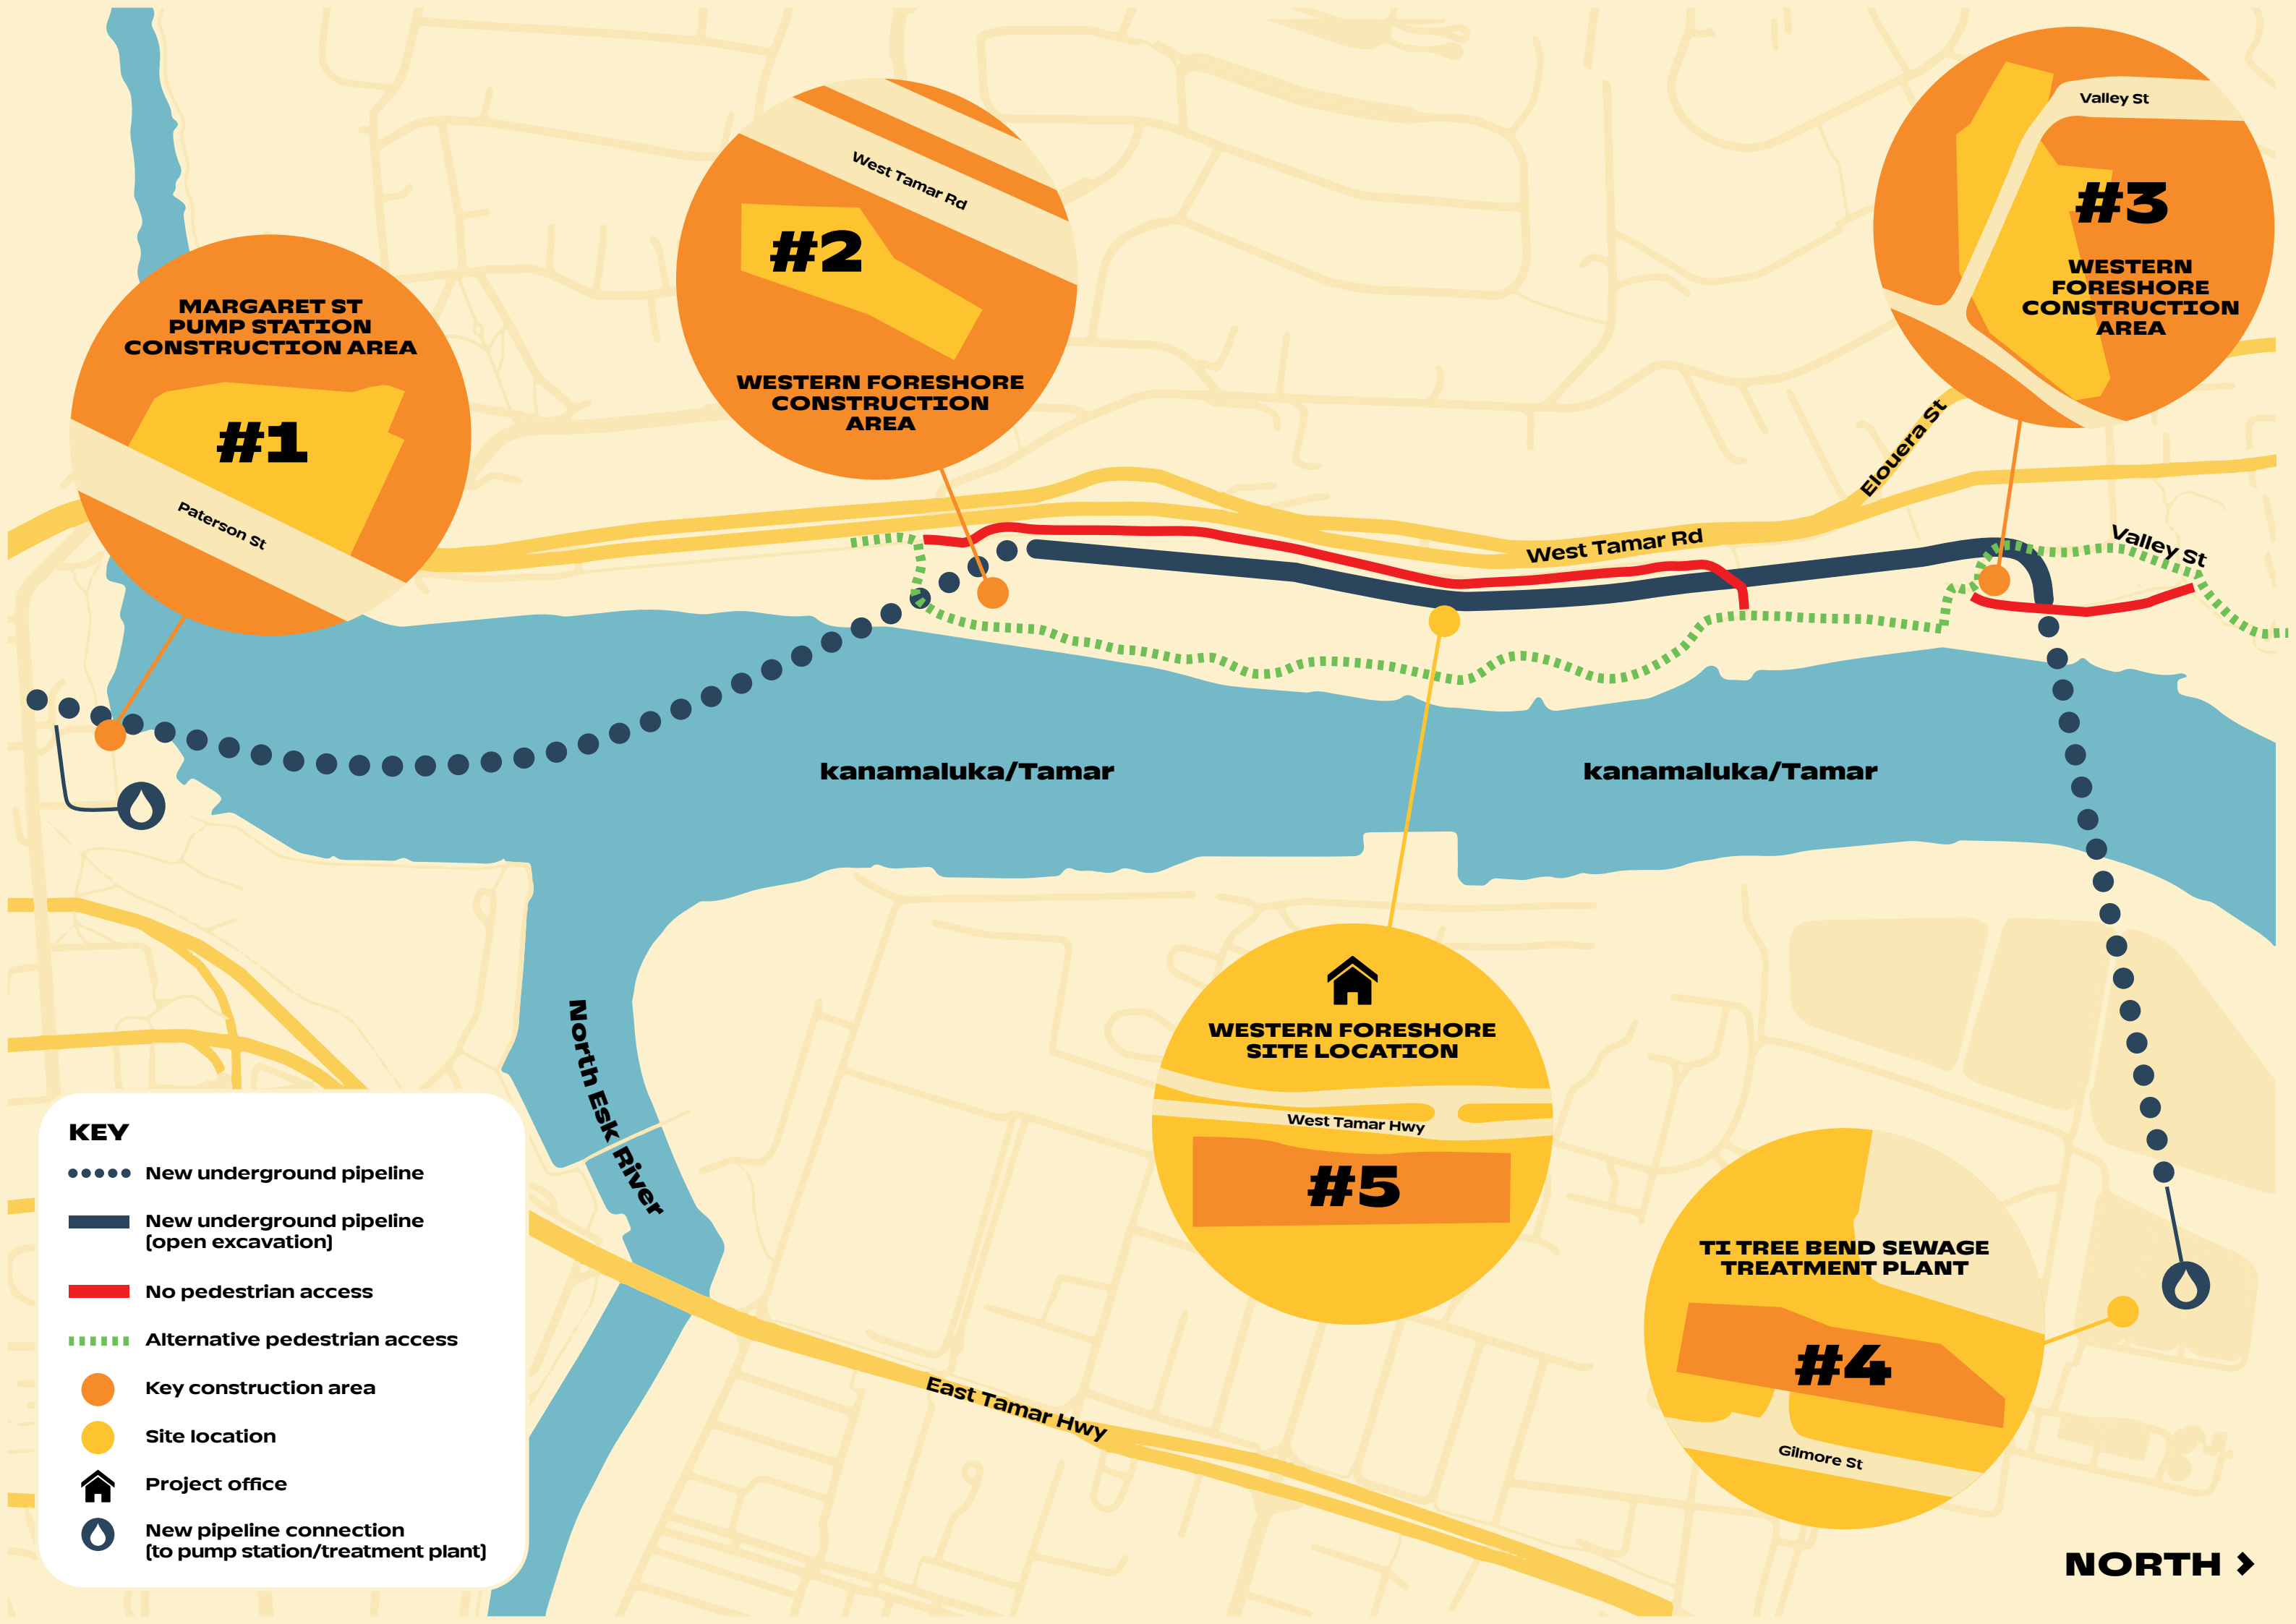 MARGARET ST
PUMP STATION
CONSTRUCTION AREA
#1
Paterson St
West Tamar Rd
#2
WESTERN FORESHORE
CONSTRUCTION
AREA
Valley St
#3
WESTERN
FORESHORE
CONSTRUCTION
AREA
Elouera St
West Tamar Rd
Valley St
kanamaluka/Tamar
kanamaluka/Tamar
North Esk River
WESTERN FORESHORE
SITE LOCATION
West Tamar Hwy
#5
TI TREE BEND SEWAGE
TREATMENT PLANT
#4
Gilmore St
East Tamar Hwy
KEY
New underground pipeline
New underground pipeline
(open excavation)
No pedestrian access
Alternative pedestrian access
Key construction area
Site location
Project office
New pipeline connection
(to pump station/treatment plant)
NORTH >